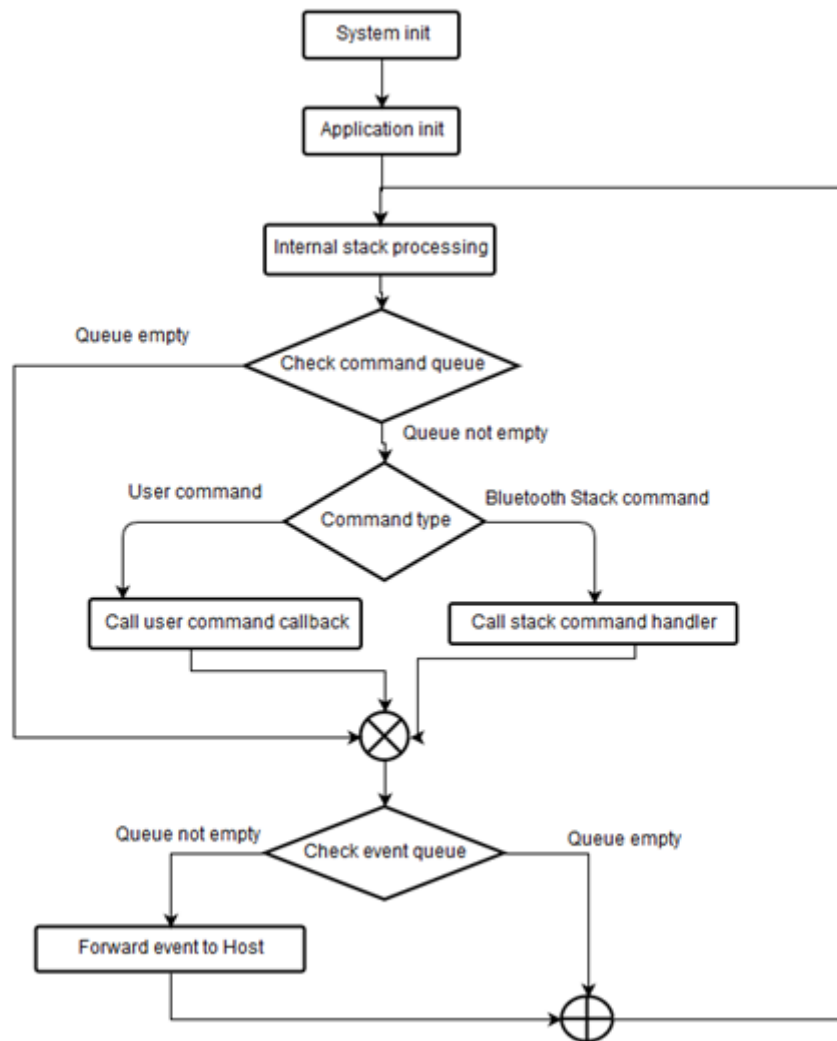 System init
Application init
Internal stack processing
Queue empty
Check command queue
Queue not empty
User command
Bluetooth Stack command
Command type
Call user command callback
Call stack command handler
Queue not empty
Queue empty
Check event queue
Forward event to Host